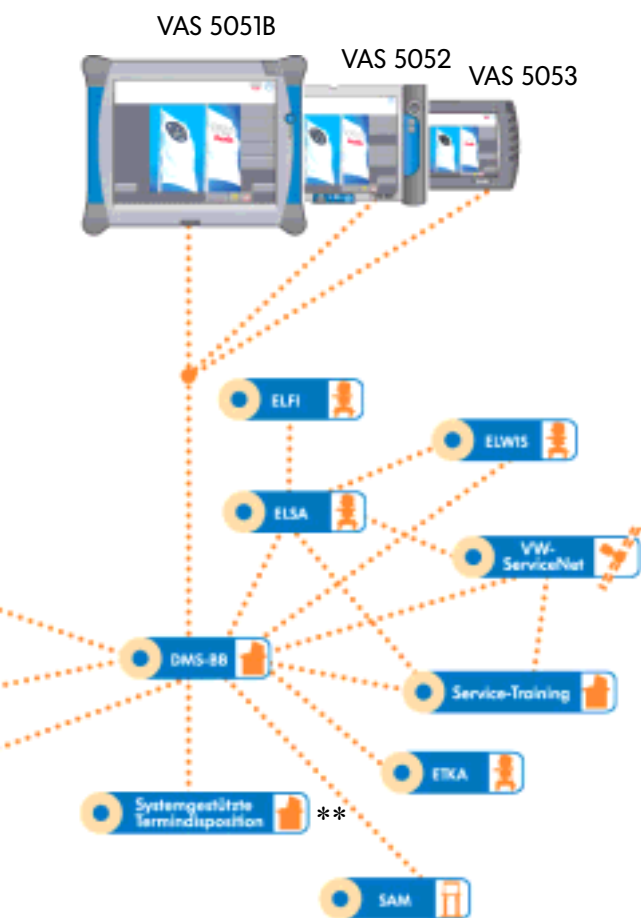 VAS 5051B
VAS 5052
VAS 5053
ELFI
ELWIS
ELSA
VW-
ServiceNet
DMS-BB
Service-Training
ETKA
Systemgestützte
Termindisposition
**
SAM